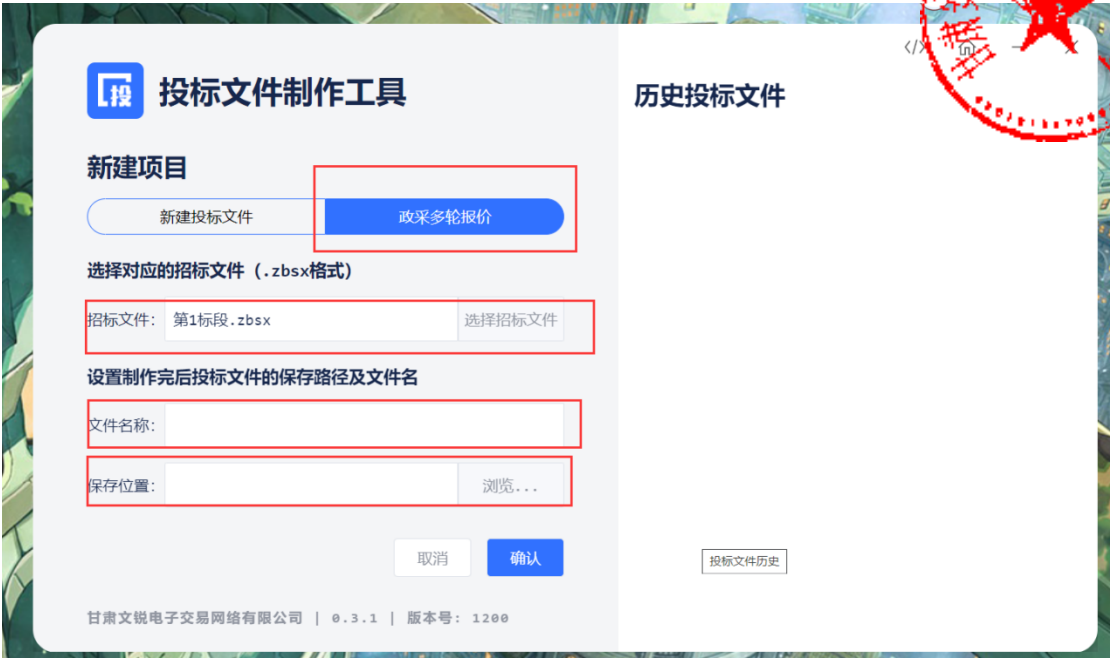 投标文件制作工具
新建项目
新建投标文件
政采多轮报价
选择对应的招标文件（.zbsx格式）
招标文件： 第1标段.zbsx 选择招标文件
设置制作完后投标文件的保存路径及文件名
文件名称：
保存位置： 浏览...
取消 确认
甘肃文锐电子交易网络有限公司 | 0.3.1 | 版本号: 1200
历史投标文件
投标文件历史